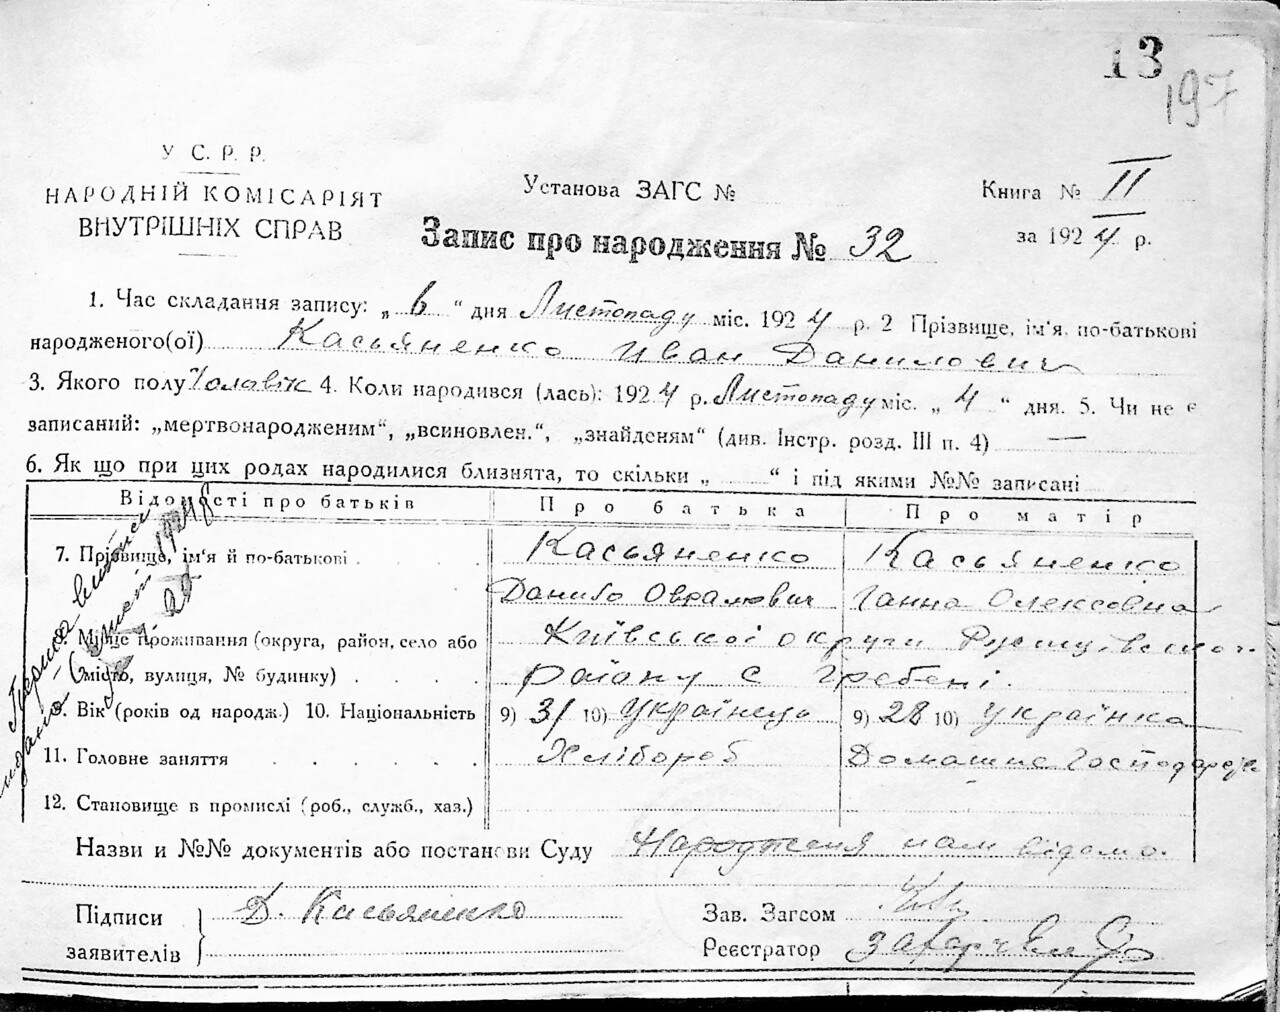 13
197
У С. Р. Р.
НАРОДНІЙ КОМІСАРІЯТ
ВНУТРІШНІХ СПРАВ
Установа ЗАГС №
Книга № II
Запис про народження № 32
за 1924 р.
1. Час складання запису: „ 6 “ дня Листопаду міс. 1924 р. 2 Прізвище, ім'я, по-батькові
народженого(ої) Касьяненко Иван Данилович
3. Якого полу Чоловік 4. Коли народився (лась): 1924 р. Листопаду міс. „ 4 “ дня. 5. Чи не є
записаний: „мертвонародженим“, „всиновлен.“, „знайденям“ (див. Інстр. розд. III п. 4) —
6. Як що при цих родах народилися близнята, то скільки „ “ і під якими №№ записані
Відомості про батьків Про батька Про матір
7. Прізвище, ім'я й по-батькові Касьяненко Касьяненко
Данило Оврамович Ганна Олексовна
8. Місце проживання (округа, район, село або Київської округи
місто, вулиця, № будинку) району с Гребені.
9. Вік (років од народж.) 10. Національність 9) 31 10) Українець 9) 28 10) Українка
11. Головне заняття Хлібороб Домашне Господарс
12. Становище в промислі (роб., служб., хаз.)
Назви и №№ документів або постанови Суду Народженя нам відомо.
Підписи Д. Касьяненко Зав. Загсом
заявителів Реєстратор
1948